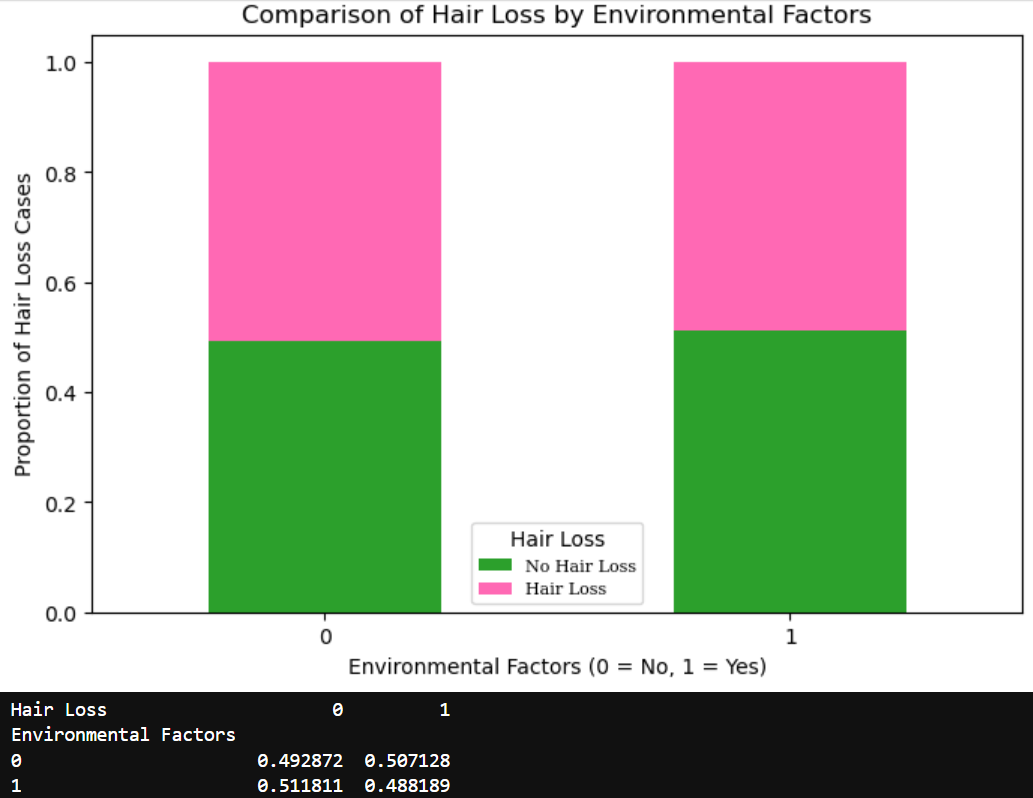 Comparison of Hair Loss by Environmental Factors
Proportion of Hair Loss Cases
1.0
0.8
0.6
0.4
0.2
0.0
Hair Loss
No Hair Loss
Hair Loss
0 1
Environmental Factors (0 = No, 1 = Yes)
Hair Loss 0 1
Environmental Factors
0 0.492872 0.507128
1 0.511811 0.488189